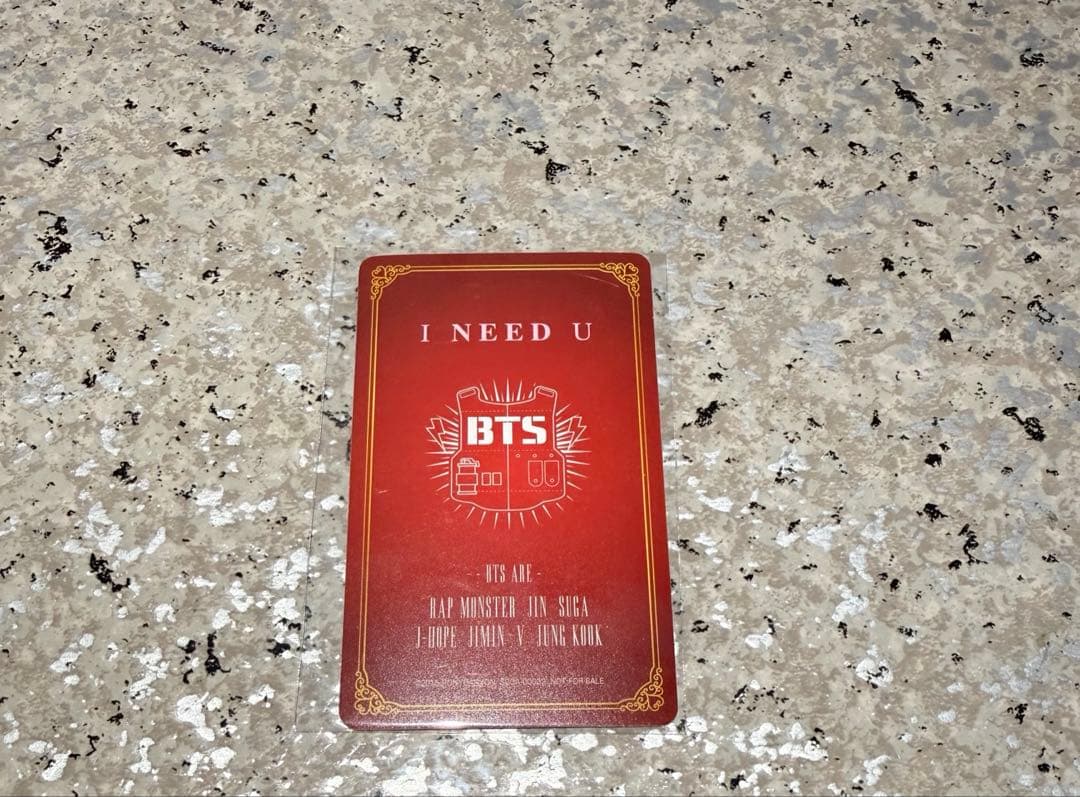 I NEED U
BTS
- BTS ARE -
RAP MONSTER JIN SUGA
J-HOPE JIMIN V JUNG KOOK
NOT FOR SALE